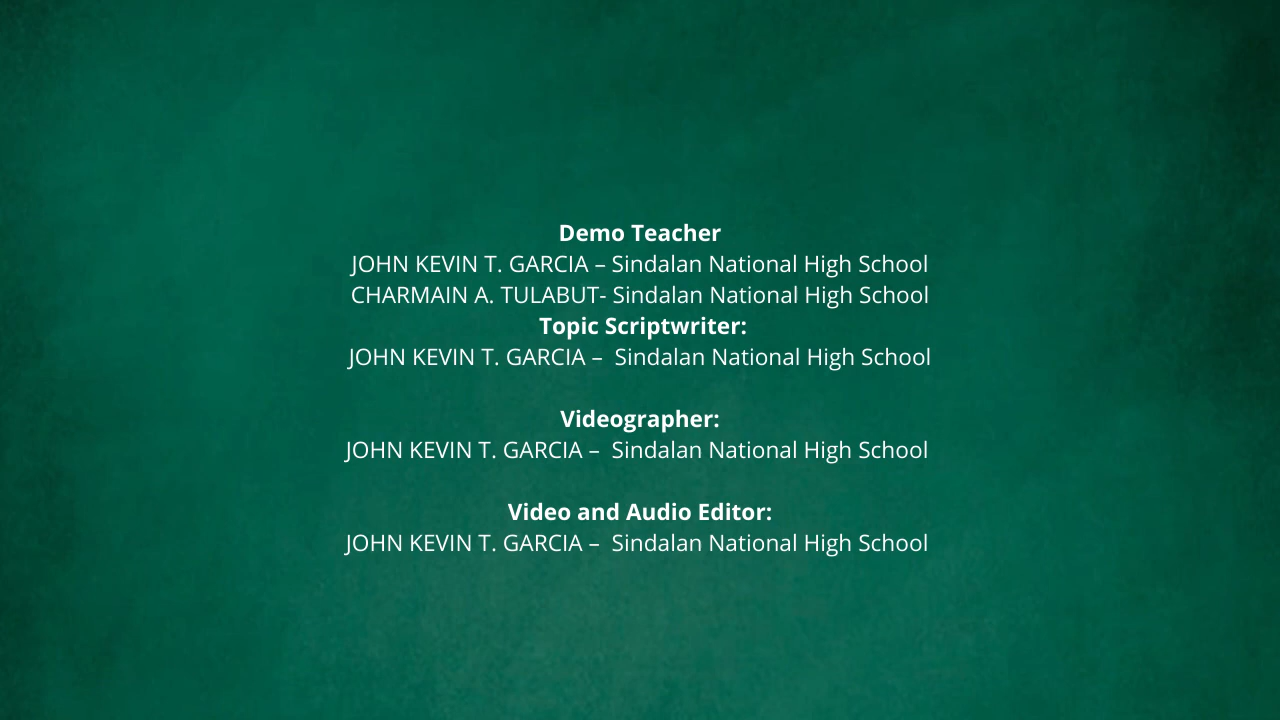 Demo Teacher
JOHN KEVIN T. GARCIA – Sindalan National High School
CHARMAIN A. TULABUT- Sindalan National High School
Topic Scriptwriter:
JOHN KEVIN T. GARCIA –  Sindalan National High School
Videographer:
JOHN KEVIN T. GARCIA –  Sindalan National High School
Video and Audio Editor:
JOHN KEVIN T. GARCIA –  Sindalan National High School